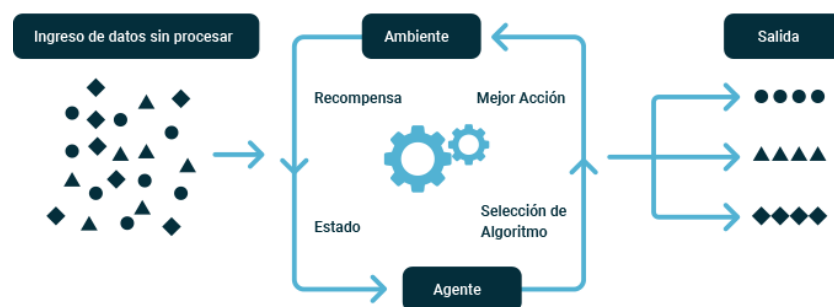 Ingreso de datos sin procesar
Ambiente
Salida
Recompensa
Mejor Acción
Estado
Selección de
Algoritmo
Agente